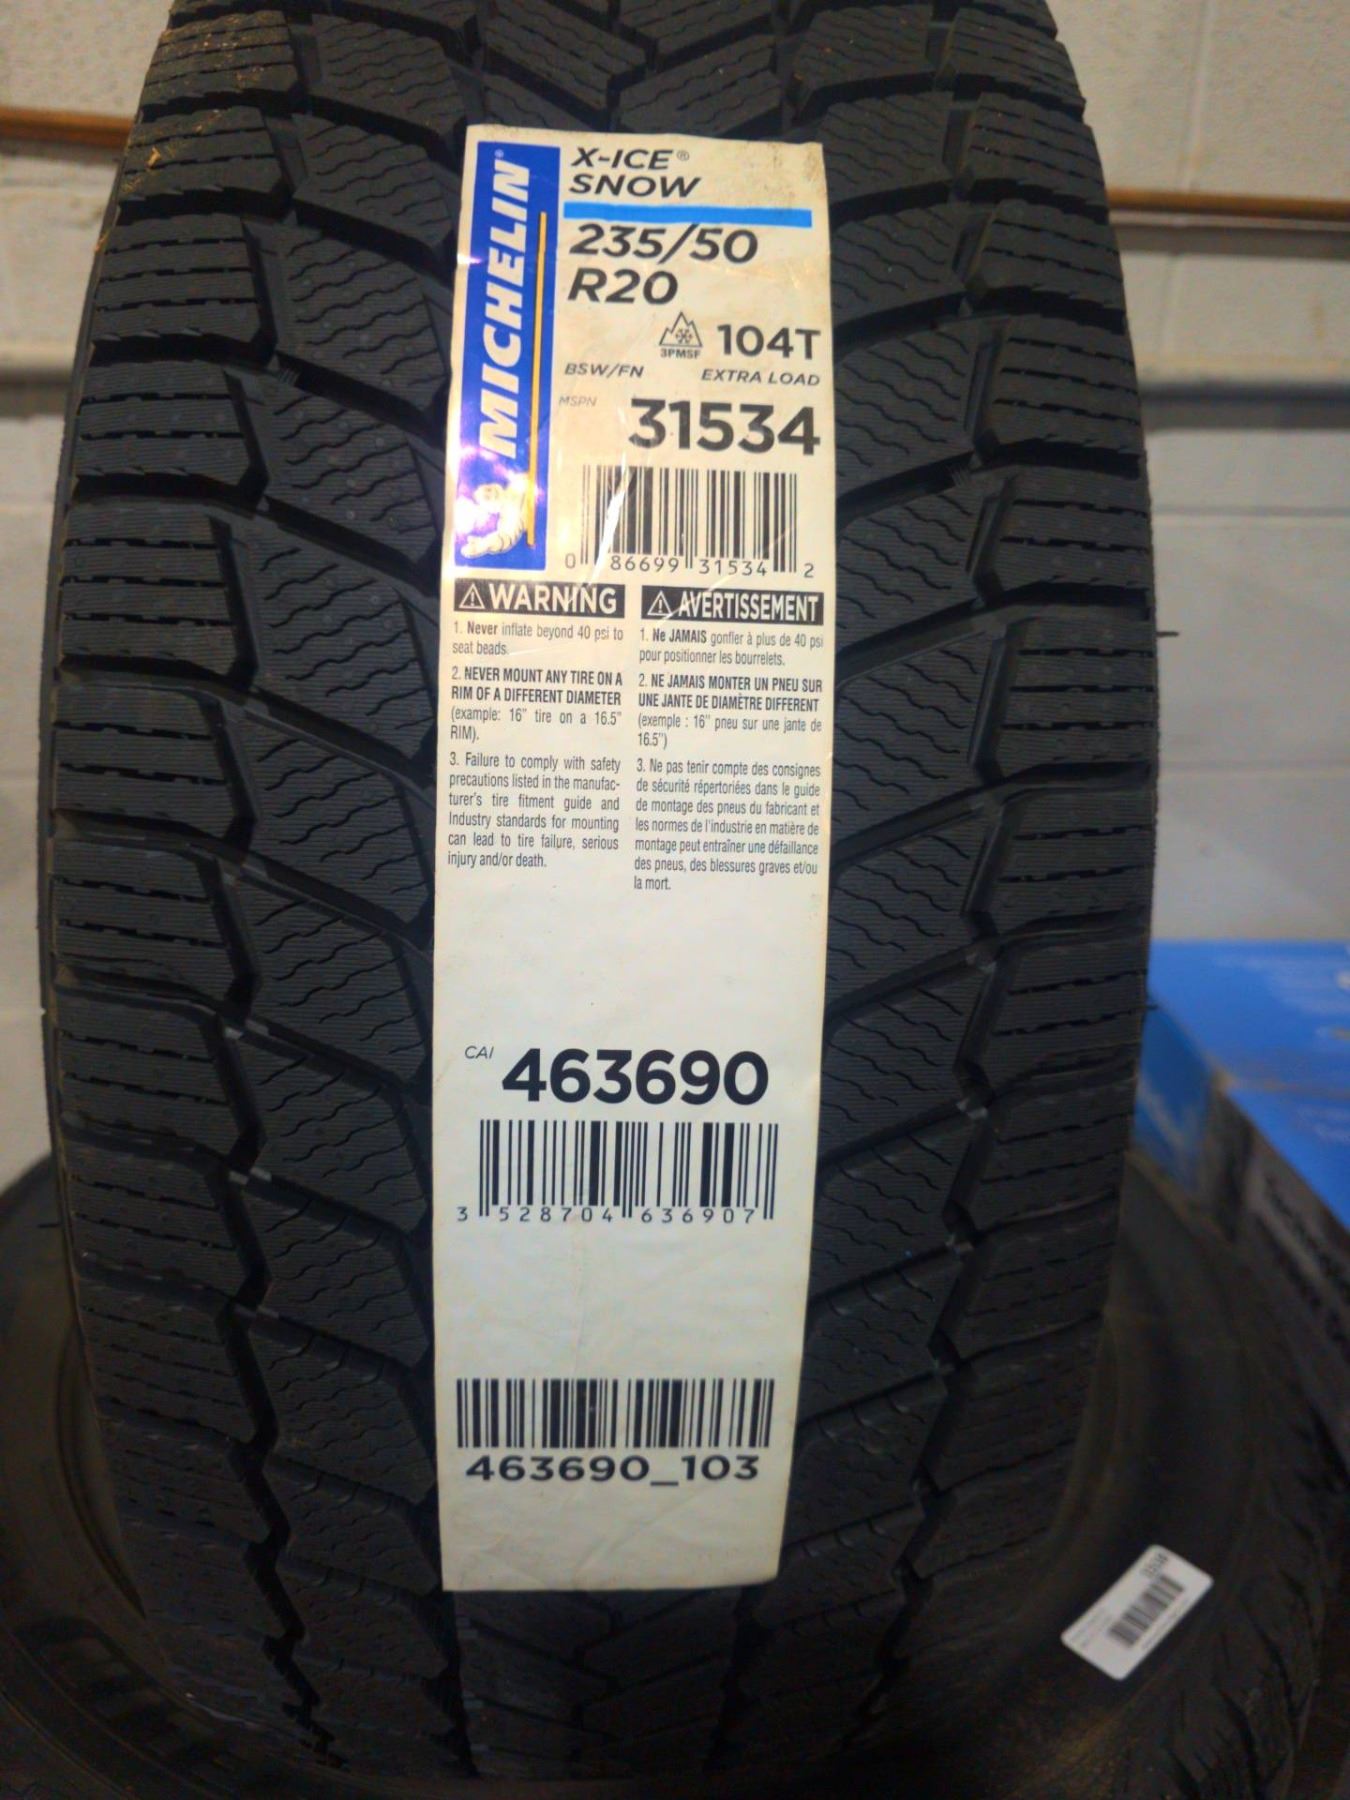 MICHELIN®
X-ICE®
SNOW
235/50
R20
3PMSF
104T
BSW/FN
EXTRA LOAD
MSPN
31534
0 86699 31534 2
WARNING
1. Never inflate beyond 40 psi to
seat beads.
2. NEVER MOUNT ANY TIRE ON A
RIM OF A DIFFERENT DIAMETER
(example: 16" tire on a 16.5"
RIM).
3. Failure to comply with safety
precautions listed in the manufac-
turer's tire fitment guide and
Industry standards for mounting
can lead to tire failure, serious
injury and/or death.
AVERTISSEMENT
1. Ne JAMAIS gonfler à plus de 40 psi
pour positionner les bourrelets.
2. NE JAMAIS MONTER UN PNEU SUR
UNE JANTE DE DIAMÈTRE DIFFERENT
(exemple : 16" pneu sur une jante de
16.5")
3. Ne pas tenir compte des consignes
de sécurité répertoriées dans le guide
de montage des pneus du fabricant et
les normes de l'industrie en matière de
montage peut entraîner une défaillance
des pneus, des blessures graves et/ou
la mort.
CAI
463690
3 528704 636907
463690_103